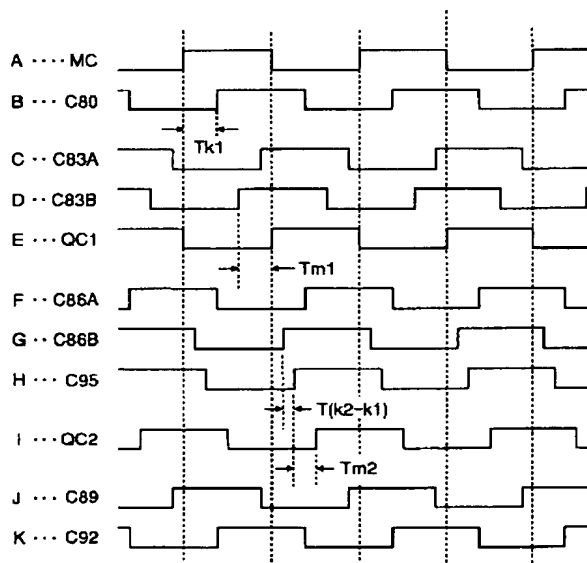 A ···· MC
B ··· C80
Tk1
C ·· C83A
D ·· C83B
E ·· QC1
Tm1
F ·· C86A
G ·· C86B
H ·· C95
T(k2-k1)
I ·· QC2
Tm2
J ·· C89
K ·· C92